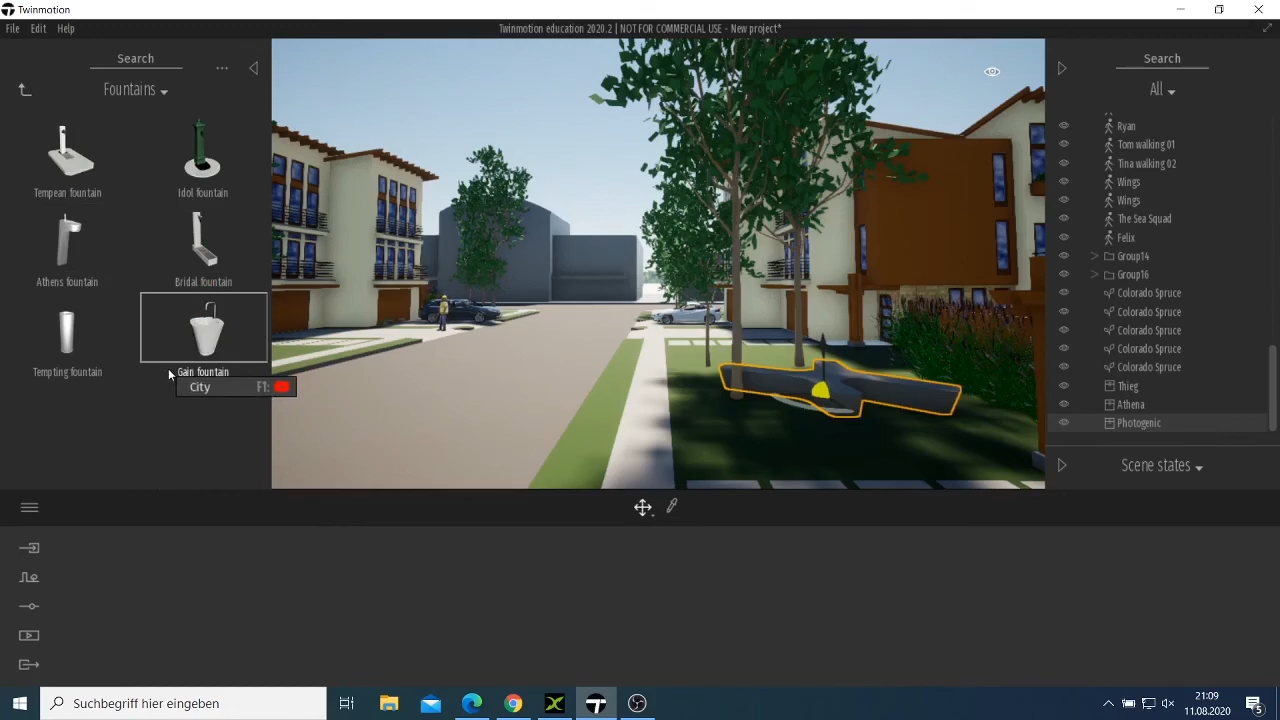 Twinmotion
File Edit Help
Twinmotion education 2020.2 | NOT FOR COMMERCIAL USE - New project*
Search
...
Fountains
Tempean fountain
Idol fountain
Athens fountain
Bridal fountain
Tempting fountain
Gain fountain
City F1:
Search
All
Ryan
Tom walking 01
Tina walking 02
Wings
Wings
The Sea Squad
Felix
Group14
Group16
Colorado Spruce
Colorado Spruce
Colorado Spruce
Colorado Spruce
Colorado Spruce
Thieg
Athena
Photogenic
Scene states
Suchbegriff hier eingeben
21:09
11.08.2020
5